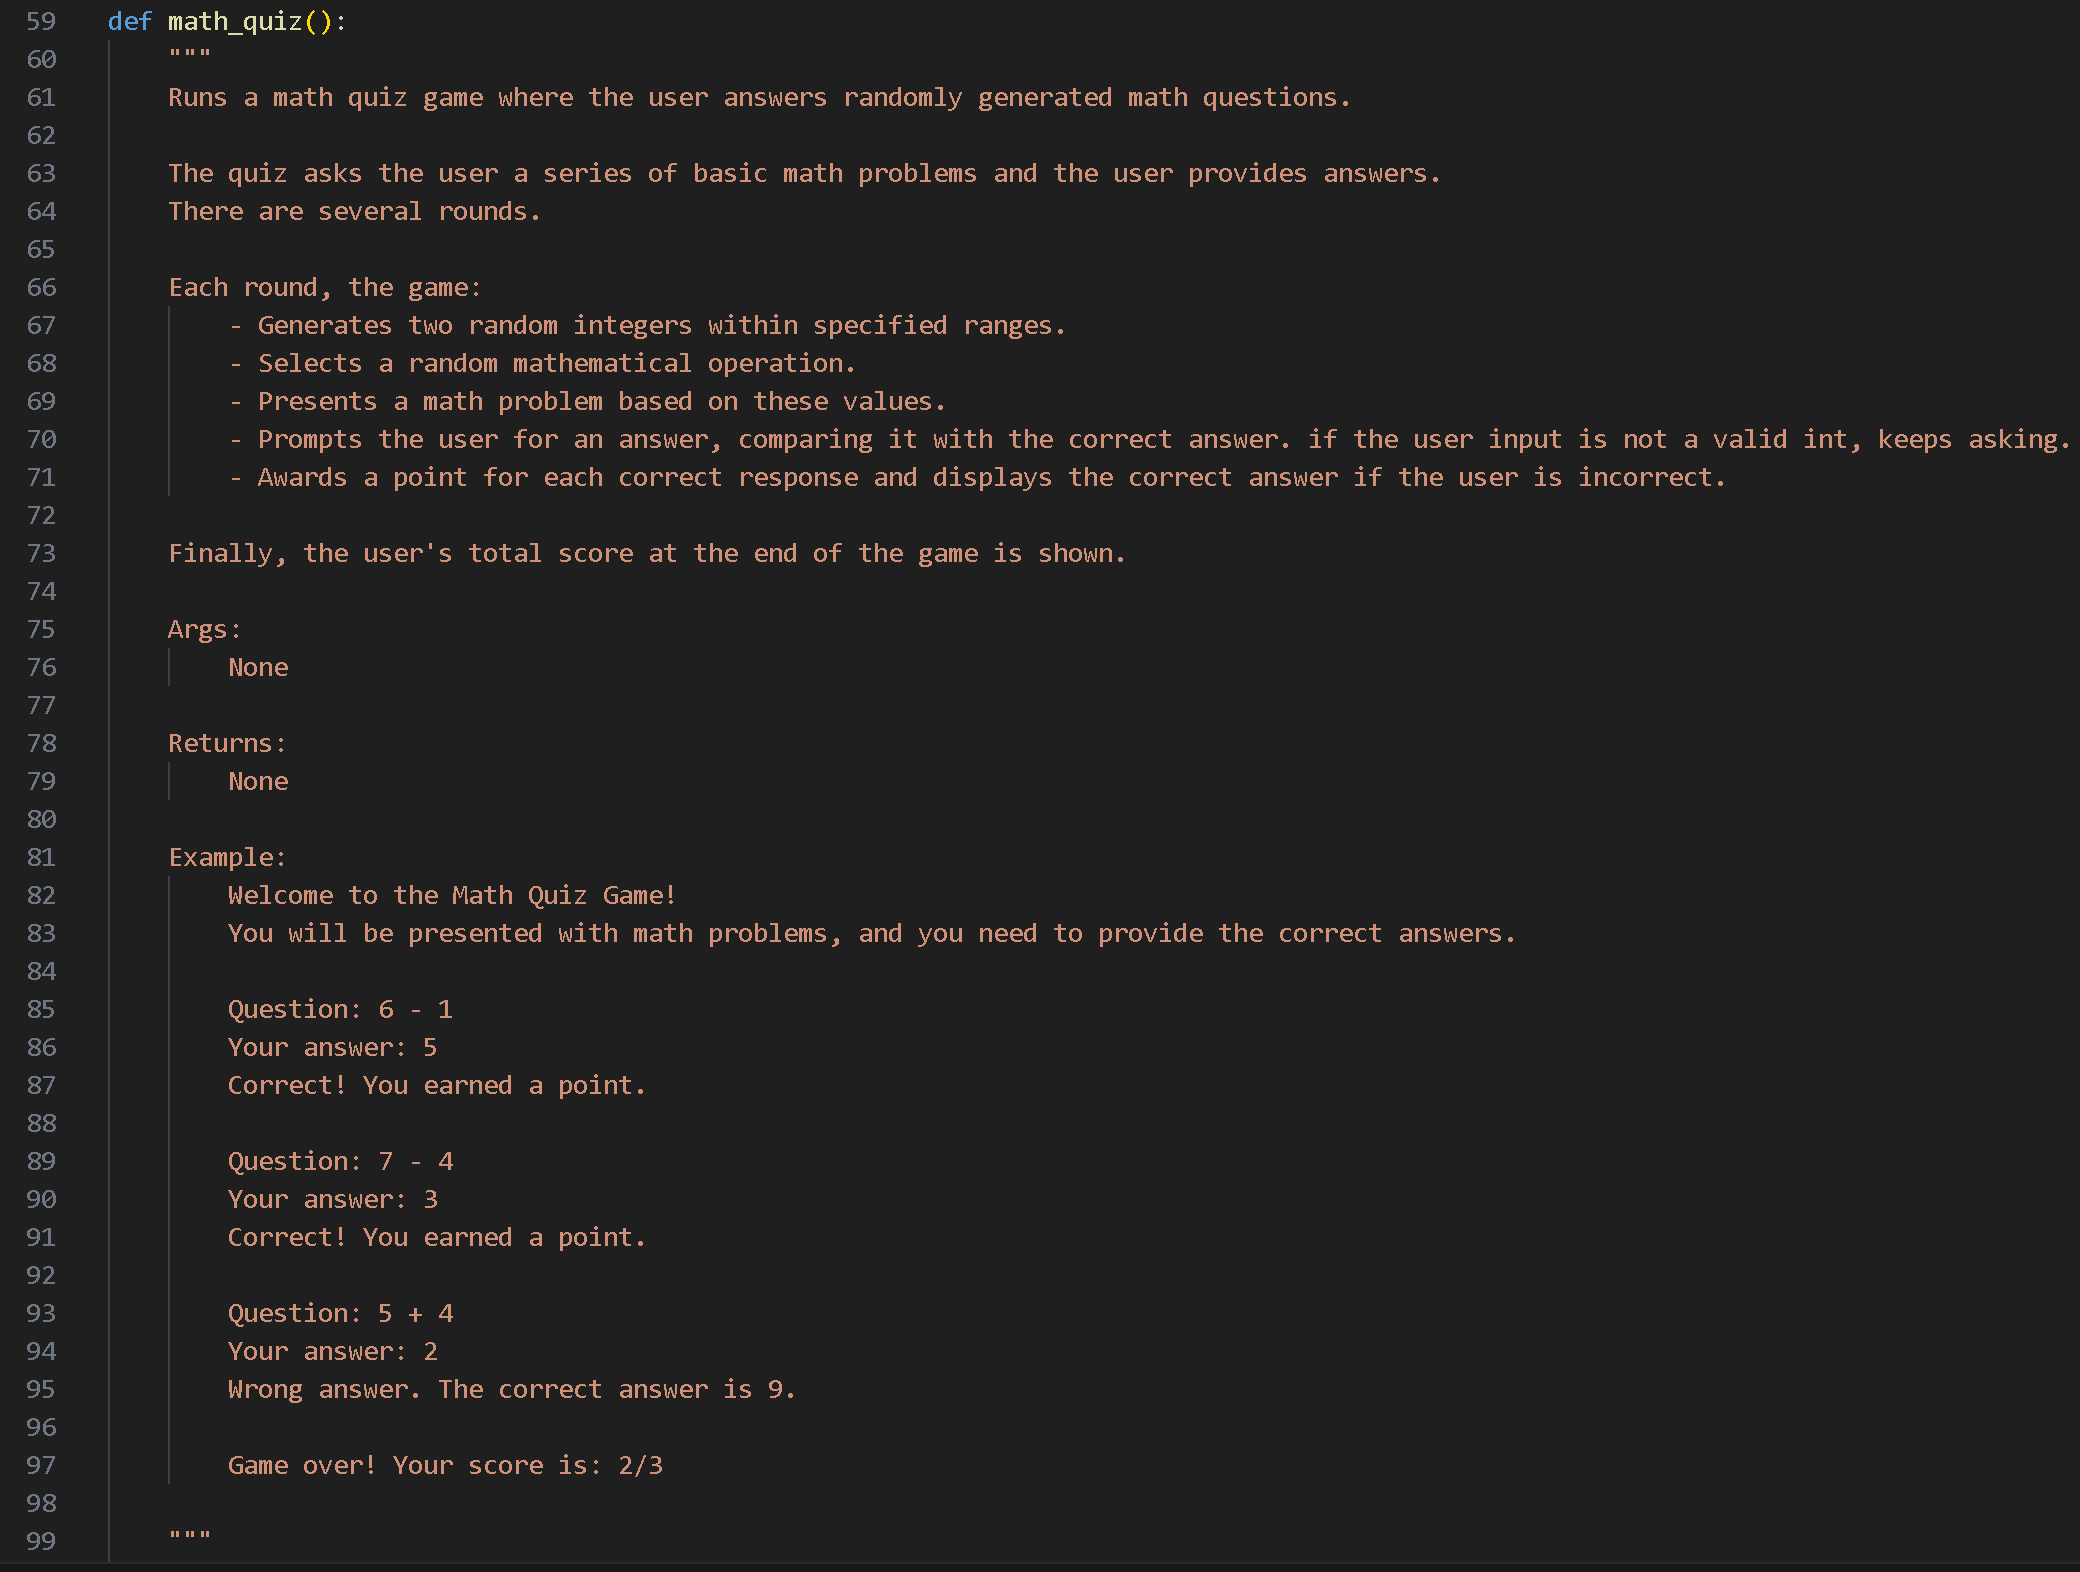 59 def math_quiz():
60 """
61 Runs a math quiz game where the user answers randomly generated math questions.
62
63 The quiz asks the user a series of basic math problems and the user provides answers.
64 There are several rounds.
65
66 Each round, the game:
67 - Generates two random integers within specified ranges.
68 - Selects a random mathematical operation.
69 - Presents a math problem based on these values.
70 - Prompts the user for an answer, comparing it with the correct answer. if the user input is not a valid int, keeps asking.
71 - Awards a point for each correct response and displays the correct answer if the user is incorrect.
72
73 Finally, the user's total score at the end of the game is shown.
74
75 Args:
76 None
77
78 Returns:
79 None
80
81 Example:
82 Welcome to the Math Quiz Game!
83 You will be presented with math problems, and you need to provide the correct answers.
84
85 Question: 6 - 1
86 Your answer: 5
87 Correct! You earned a point.
88
89 Question: 7 - 4
90 Your answer: 3
91 Correct! You earned a point.
92
93 Question: 5 + 4
94 Your answer: 2
95 Wrong answer. The correct answer is 9.
96
97 Game over! Your score is: 2/3
98
99 """